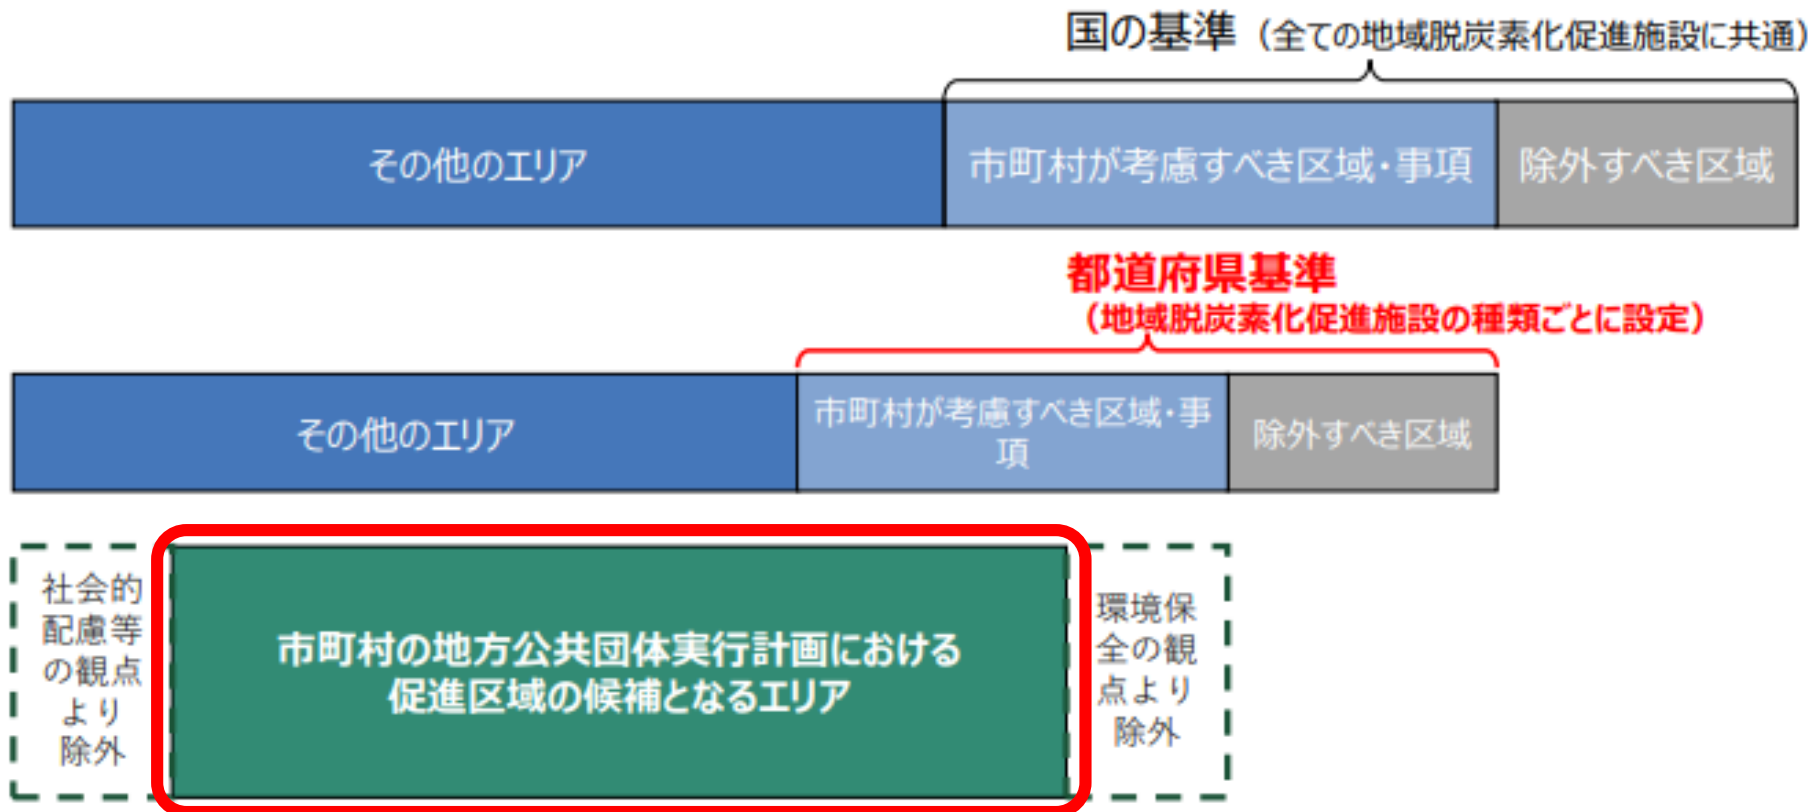 国の基準（全ての地域脱炭素化促進施設に共通）
その他のエリア
市町村が考慮すべき区域・事項
除外すべき区域
都道府県基準
（地域脱炭素化促進施設の種類ごとに設定）
その他のエリア
市町村が考慮すべき区域・事
項
除外すべき区域
社会的
配慮等
の観点
より
除外
市町村の地方公共団体実行計画における
促進区域の候補となるエリア
環境保
全の観
点より
除外